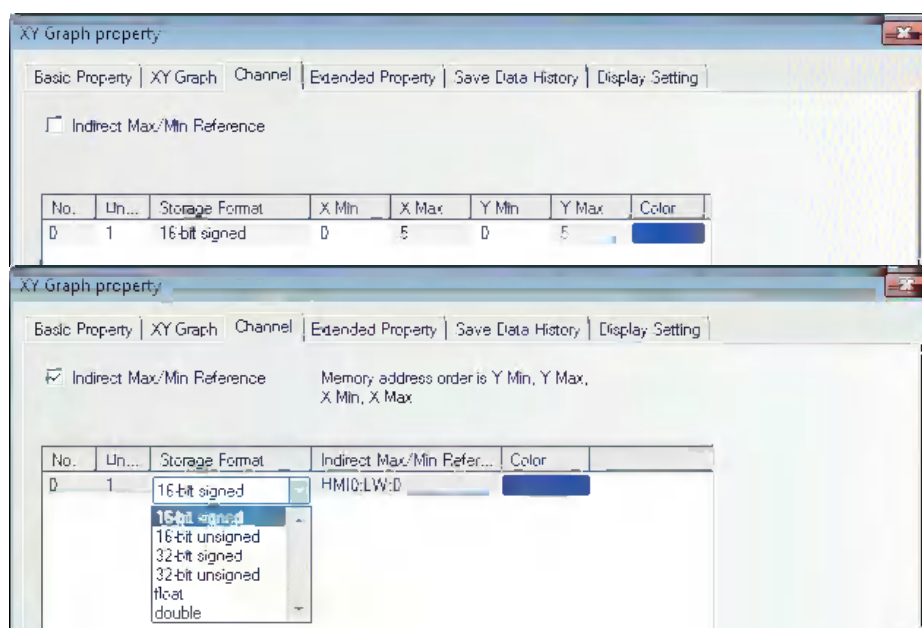 XY Graph property
Basic Property XY Graph Channel Extended Property Save Data History Display Setting
Indirect Max/Min Reference
No. Un... Storage Format X Min X Max Y Min Y Max Color
0 1 16-bit signed 0 5 0 5
XY Graph property
Basic Property XY Graph Channel Extended Property Save Data History Display Setting
Indirect Max/Min Reference Memory address order is Y Min, Y Max,
X Min, X Max
No. Un... Storage Format Indirect Max/Min Refer... Color
0 1 16-bit signed HMI0:LW:0
16-bit signed
16-bit unsigned
32-bit signed
32-bit unsigned
float
double